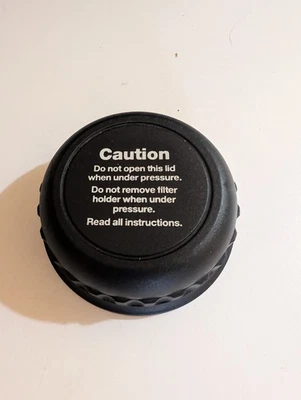 Caution
Do not open this lid
when under pressure.
Do not remove filter
holder when under
pressure.
Read all instructions.